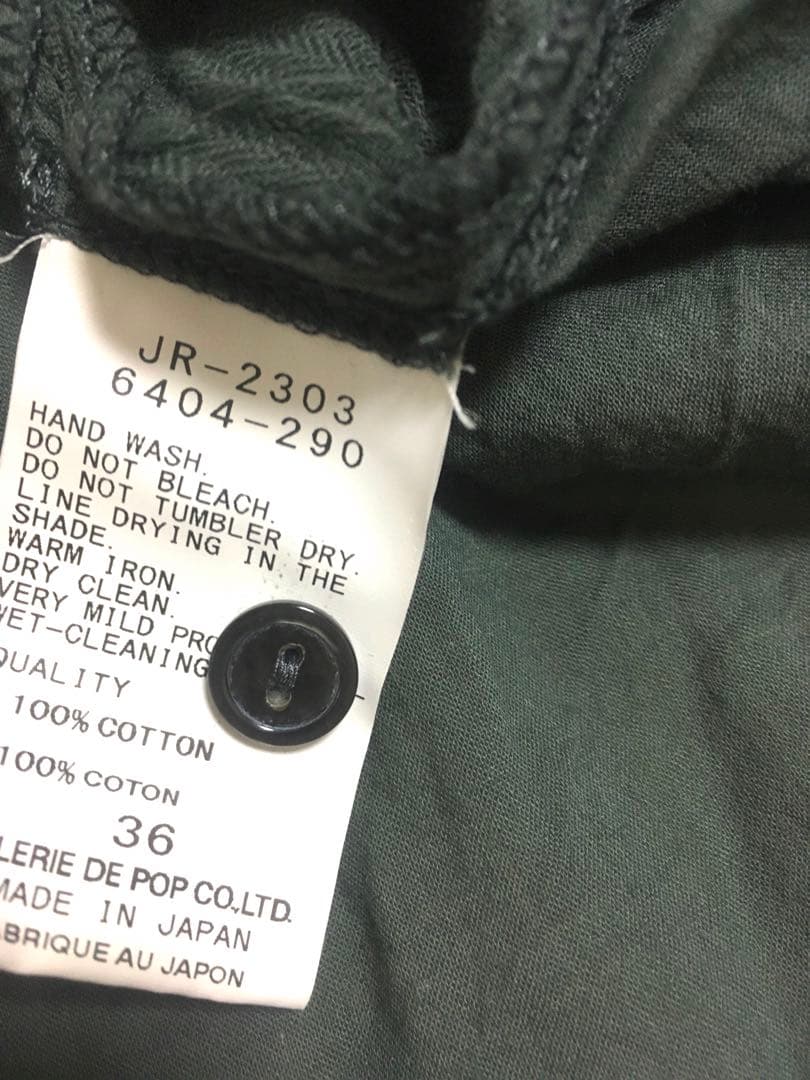 JR-2303
6404-290
HAND WASH.
DO NOT BLEACH.
DO NOT TUMBLER DRY.
LINE DRYING IN THE
SHADE.
WARM IRON.
DRY CLEAN.
VERY MILD
WET-CLEANING
QUALITY
100% COTTON
100% COTON
36
LERIE DE POP CO.,LTD.
MADE IN JAPAN
ABRIQUE AU JAPON